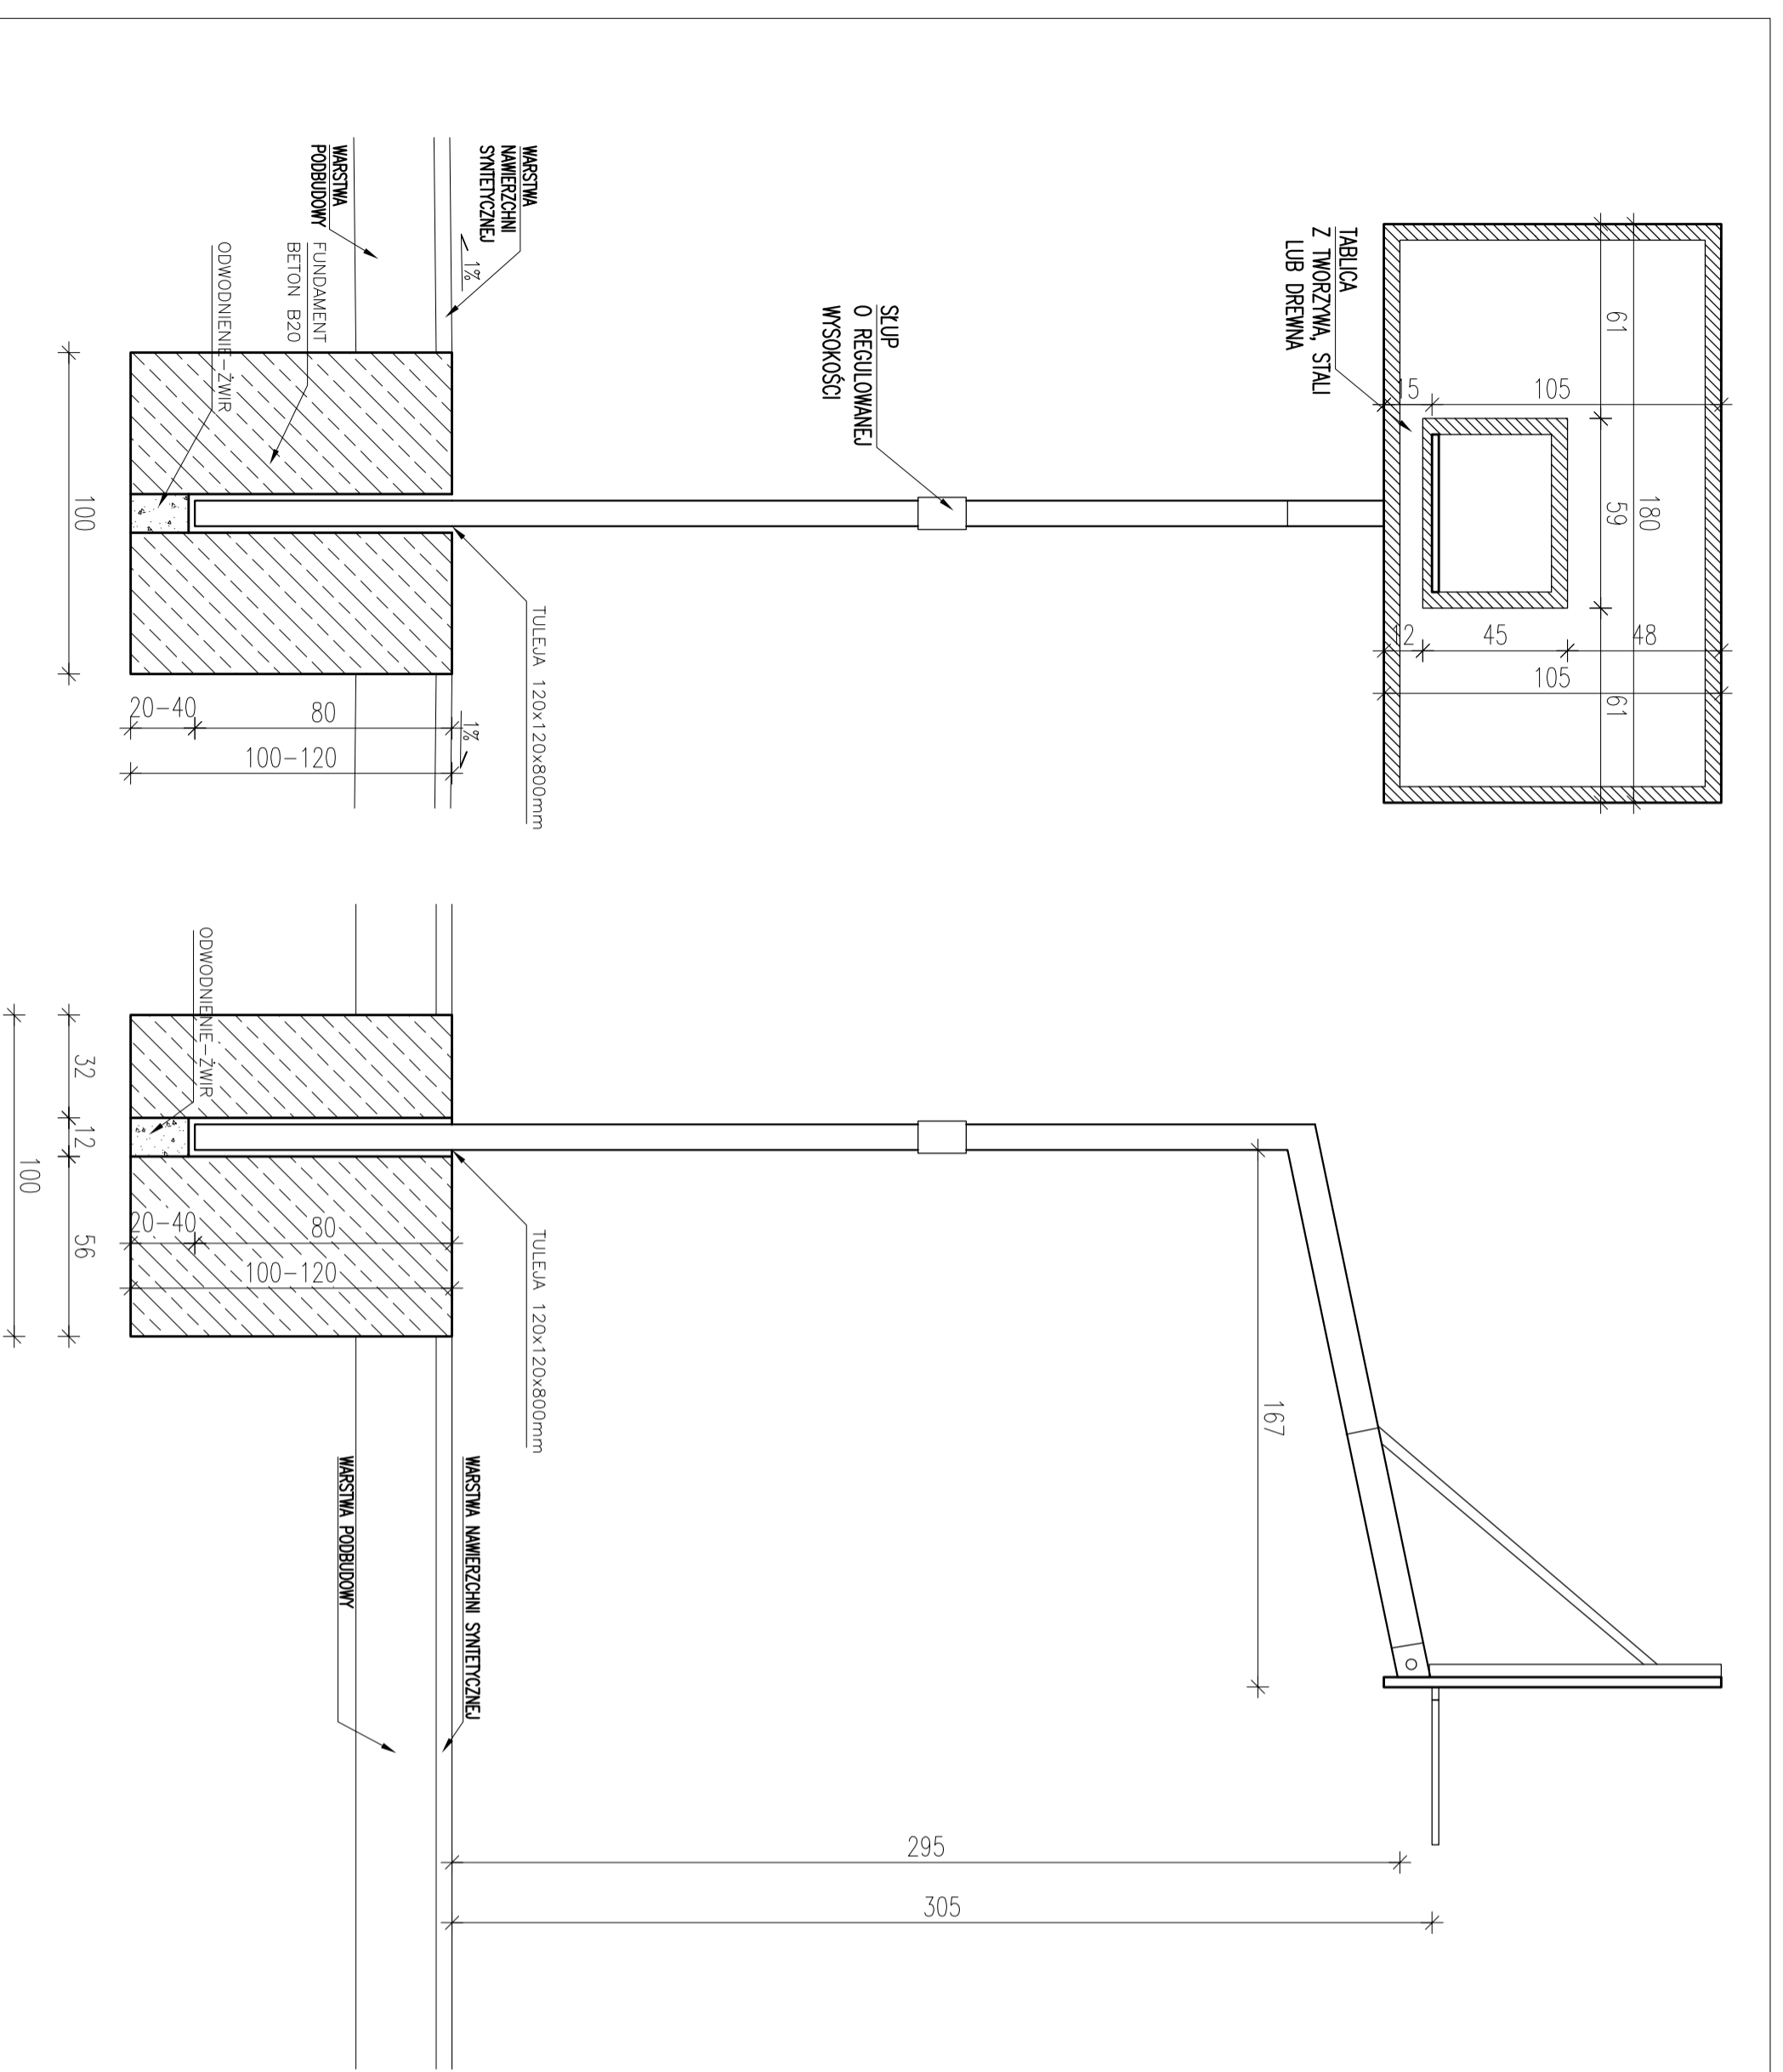 180
61
59
61
105
15
48
45
12
105
TABLICA
Z TWORZYWA, STALI
LUB DREWNA
SŁUP
O REGULOWANEJ
WYSOKOŚCI
WARSTWA
NAWIERZCHNI
SYNTETYCZNEJ
1%
WARSTWA
PODBUDOWY
FUNDAMENT
BETON B20
ODWODNIENIE-ŻWIR
TULEJA 120x120x800mm
1%
80
20-40
100-120
100
167
295
305
TULEJA 120x120x800mm
WARSTWA NAWIERZCHNI SYNTETYCZNEJ
WARSTWA PODBUDOWY
ODWODNIENIE-ŻWIR
80
20-40
100-120
32
12
56
100